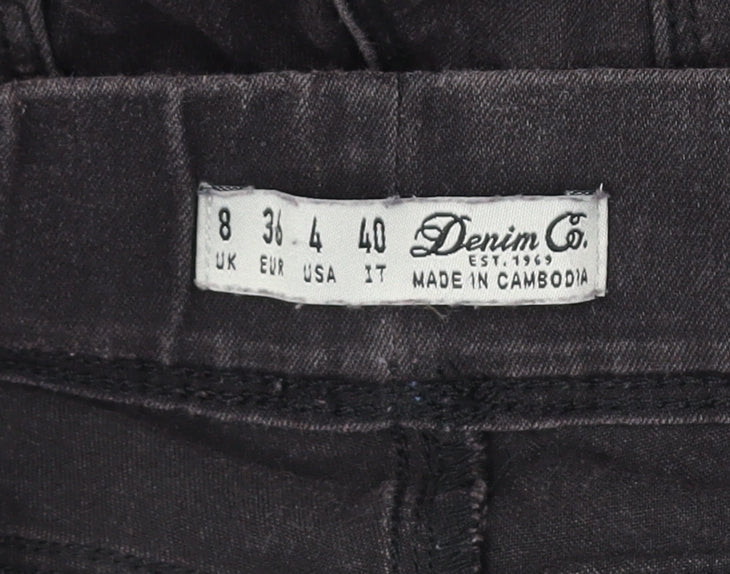 8 36 4 40 Denim Co.
UK EUR USA IT EST. 1969
MADE IN CAMBODIA